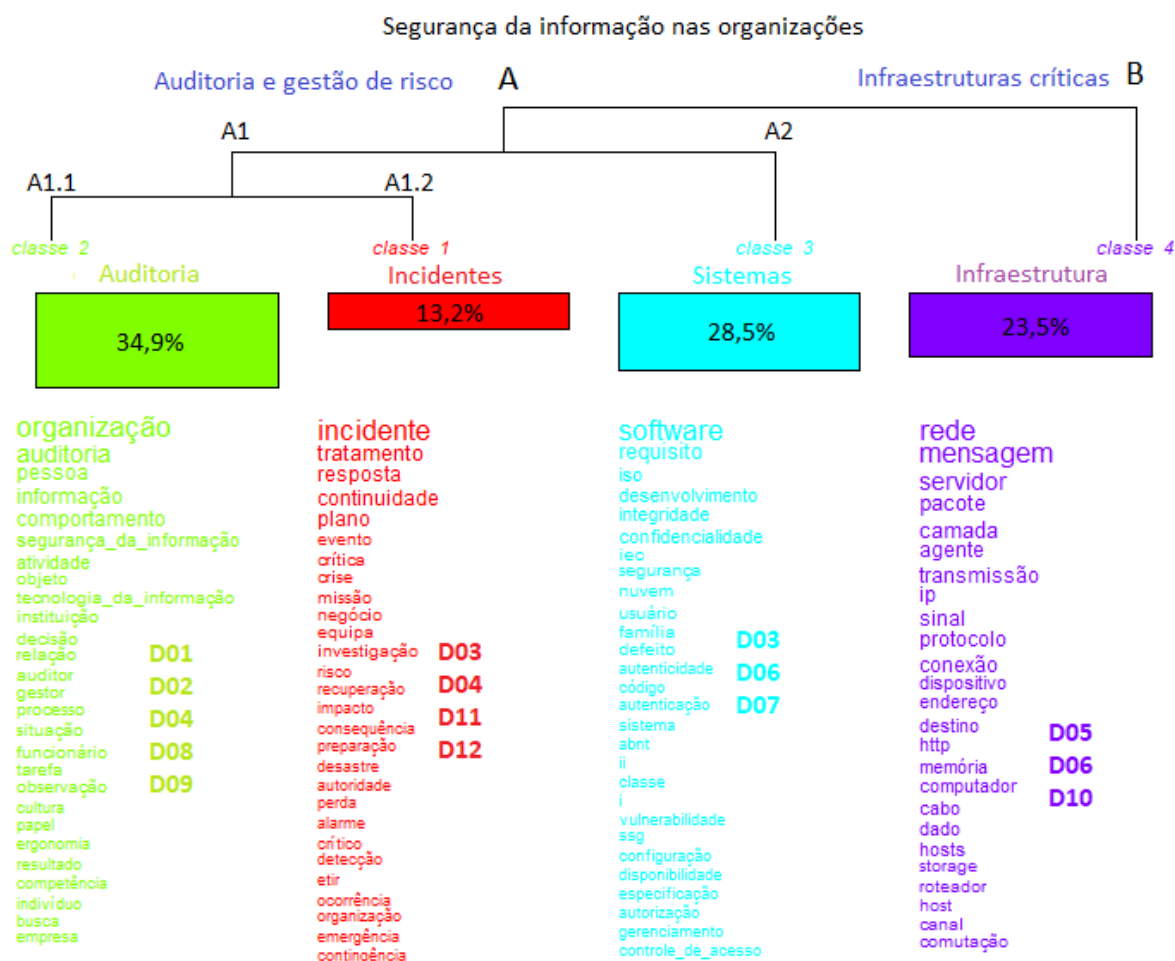 Segurança da informação nas organizações
Auditoria e gestão de risco
A
Infraestruturas críticas
B
A1
A2
A1.1
A1.2
classe 2
classe 1
classe 3
classe 4
Auditoria
Incidentes
Sistemas
Infraestrutura
34,9%
13,2%
28,5%
23,5%
organização
auditoria
pessoa
informação
comportamento
segurança_da_informação
atividade
objeto
tecnologia_da_informação
instituição
decisão
relação
auditor
gestor
processo
situação
funcionário
tarefa
observação
cultura
papel
ergonomia
resultado
competência
indivíduo
busca
empresa
D01
D02
D04
D08
D09
incidente
tratamento
resposta
continuidade
plano
evento
crítica
crise
missão
negócio
equipa
investigação
risco
recuperação
impacto
consequência
preparação
desastre
autoridade
perda
alarme
crítico
detecção
etir
ocorrência
organização
emergência
contingência
D03
D04
D11
D12
software
requisito
iso
desenvolvimento
integridade
confidencialidade
iec
segurança
nuvem
usuário
família
defeito
autenticidade
código
autenticação
sistema
abnt
ii
classe
i
vulnerabilidade
ssg
configuração
disponibilidade
especificação
autorização
gerenciamento
controle_de_acesso
D03
D06
D07
rede
mensagem
servidor
pacote
camada
agente
transmissão
ip
sinal
protocolo
conexão
dispositivo
endereço
destino
http
memória
computador
cabo
dado
hosts
storage
roteador
host
canal
comutação
D05
D06
D10